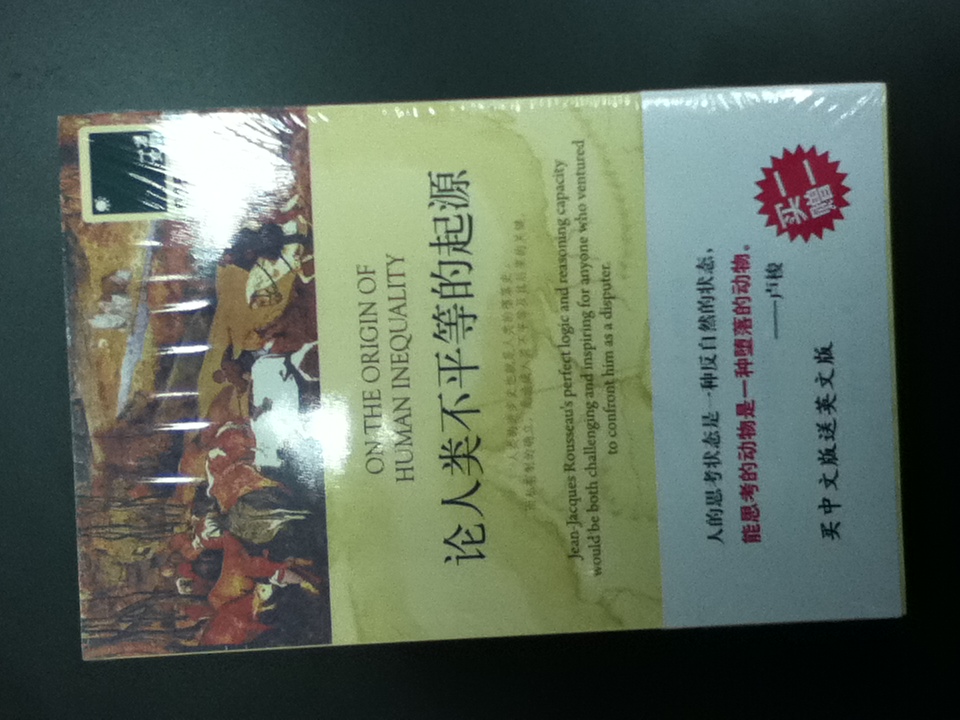 ON THE ORIGIN OF
HUMAN INEQUALITY
论人类不平等的起源
Jean-Jacques Rousseau's perfect logic and reasoning capacity
would be both challenging and inspiring for anyone who ventured
to confront him as a disputer.
买一
赠一
人的思考状态是一种反自然的状态，
能思考的动物是一种堕落的动物。
——卢梭
买中文版送英文版